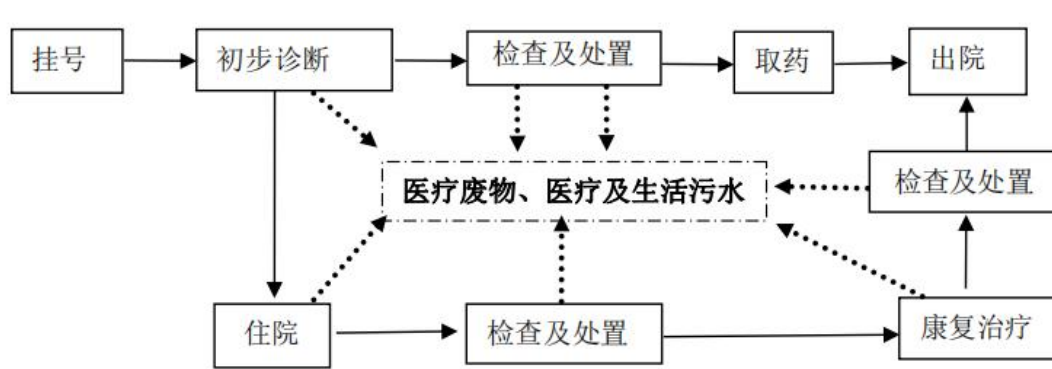 挂号
初步诊断
检查及处置
取药
出院
医疗废物、医疗及生活污水
检查及处置
住院
检查及处置
康复治疗